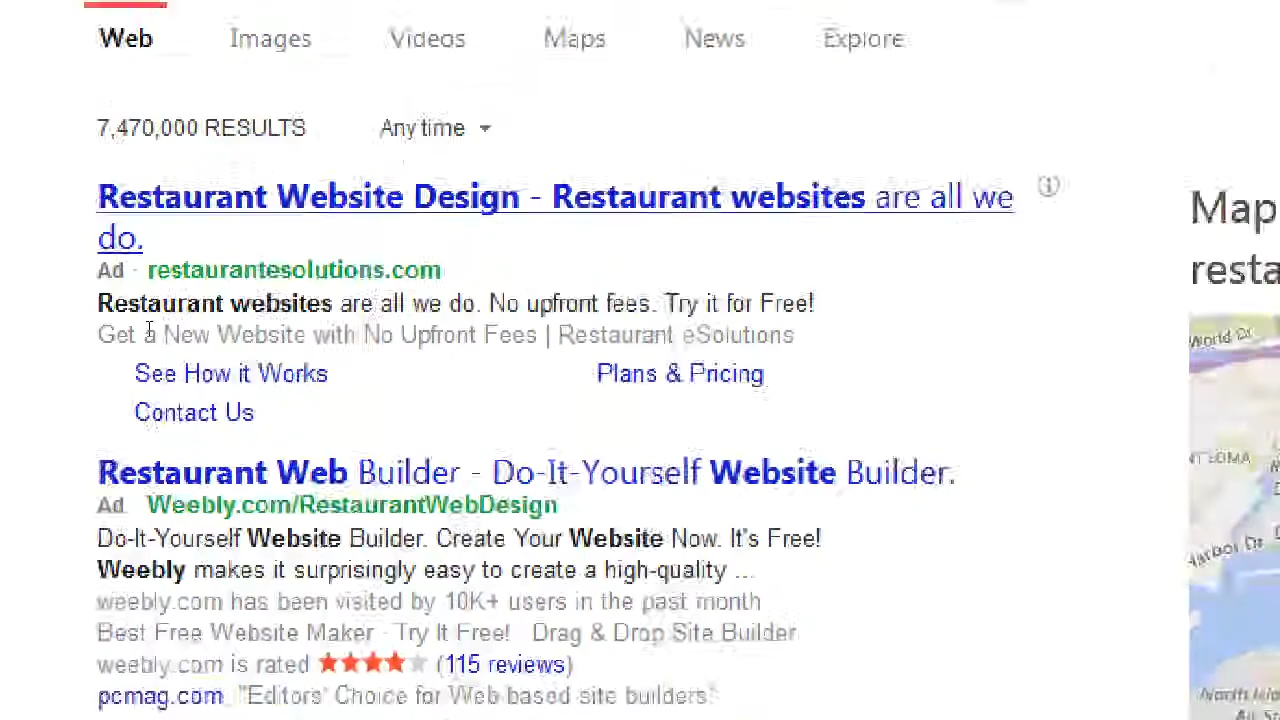 Web Images Videos Maps News Explore
7,470,000 RESULTS Any time
Restaurant Website Design - Restaurant websites are all we
do.
Ad · restaurantesolutions.com
Restaurant websites are all we do. No upfront fees. Try it for Free!
Get a New Website with No Upfront Fees | Restaurant eSolutions
See How it Works Plans & Pricing
Contact Us
Restaurant Web Builder - Do-It-Yourself Website Builder.
Ad Weebly.com/RestaurantWebDesign
Do-It-Yourself Website Builder. Create Your Website Now. It's Free!
Weebly makes it surprisingly easy to create a high-quality ...
weebly.com has been visited by 10K+ users in the past month
Best Free Website Maker · Try It Free! · Drag & Drop Site Builder
weebly.com is rated ★★★★★ (115 reviews)
pcmag.com "Editors' Choice for Web based site builders"
Map
resta
World Dr
Harbor Dr
North Isla